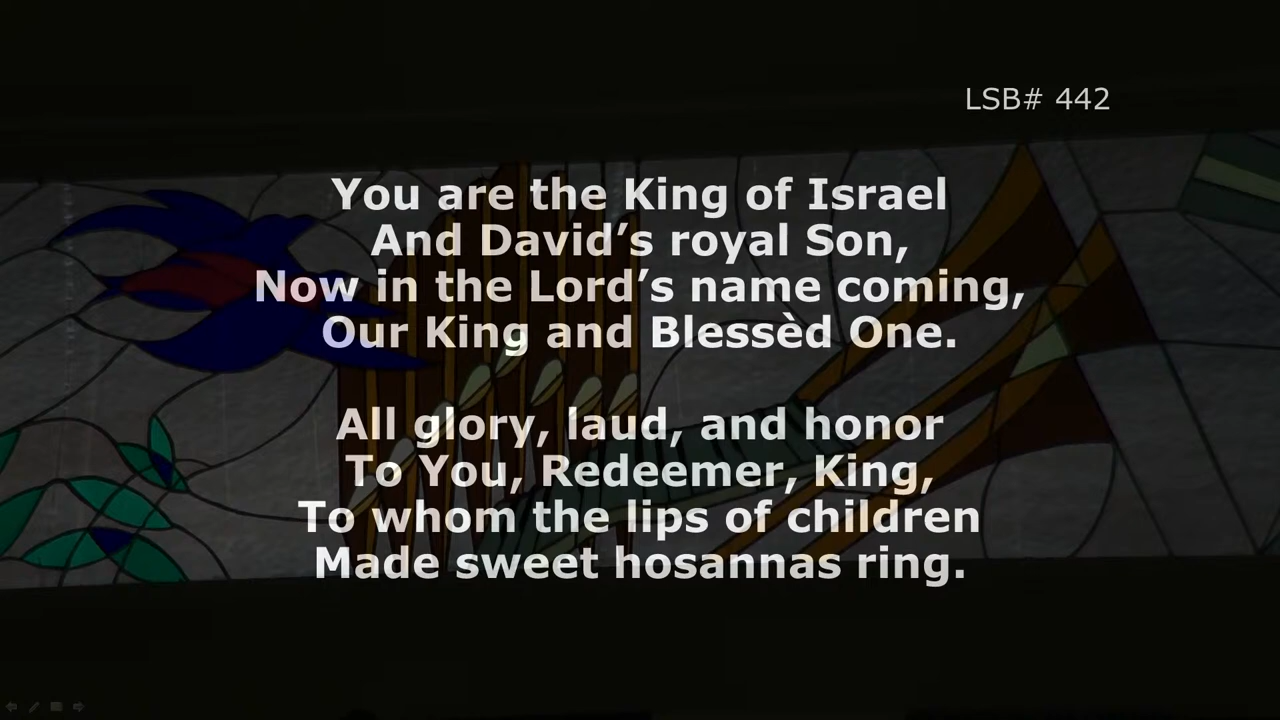 LSB# 442
You are the King of Israel
And David’s royal Son,
Now in the Lord’s name coming,
Our King and Blessèd One.
All glory, laud, and honor
To You, Redeemer, King,
To whom the lips of children
Made sweet hosannas ring.